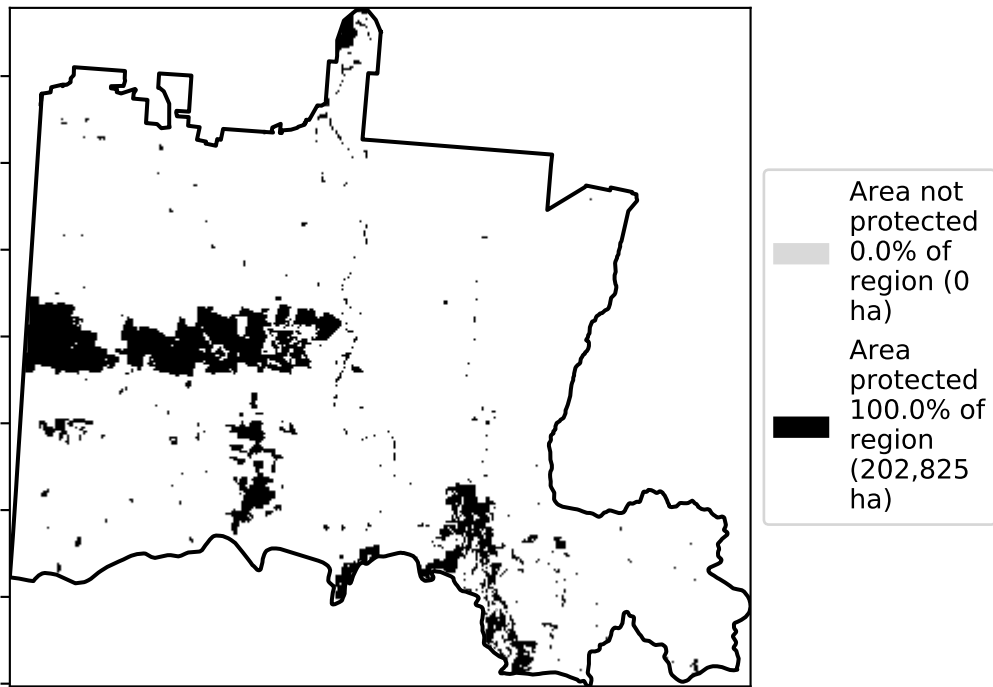 Area not
protected
0.0% of
region (0
ha)
Area
protected
100.0% of
region
(202,825
ha)